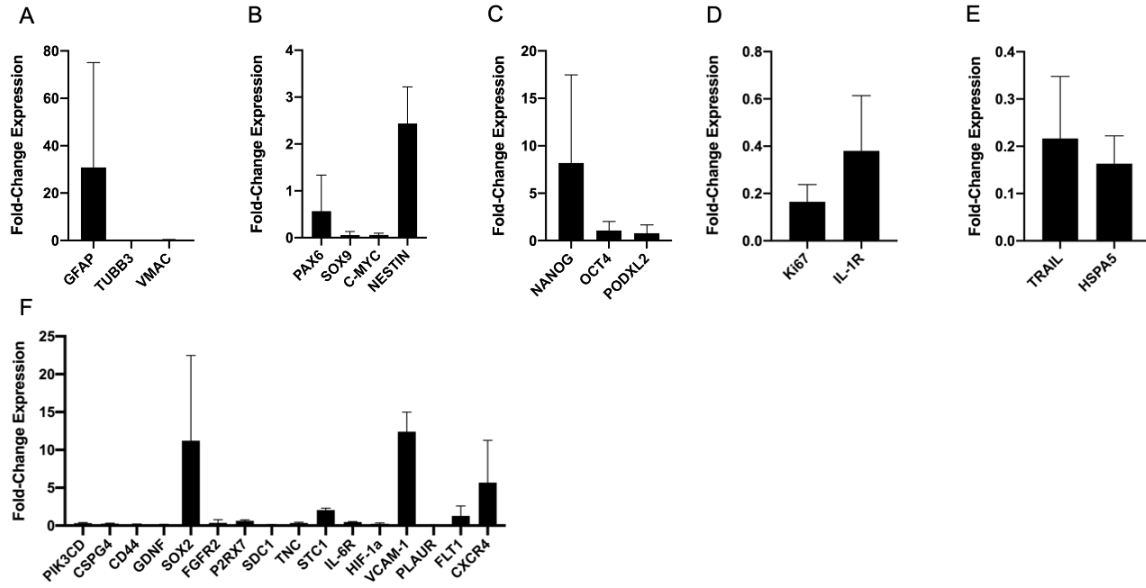 A
Fold-Change Expression
80
60
40
20
0
GFAP
TUBB3
VMAC
B
Fold-Change Expression
4
3
2
1
0
PAX6
SOX9
C-MYC
NESTIN
C
Fold-Change Expression
20
15
10
5
0
NANOG
OCT4
PODXL2
D
Fold-Change Expression
0.8
0.6
0.4
0.2
0.0
KI67
IL-1R
E
Fold-Change Expression
0.4
0.3
0.2
0.1
0.0
TRAIL
HSPA5
F
Fold-Change Expression
25
20
15
10
5
0
PIK3CD
CSPG4
CD44
GDNF
SOX2
FGFR2
P2RX7
SDC1
TNC
STC1
IL-6R
HIF-1a
VCAM-1
PLAUR
FLT1
CXCR4